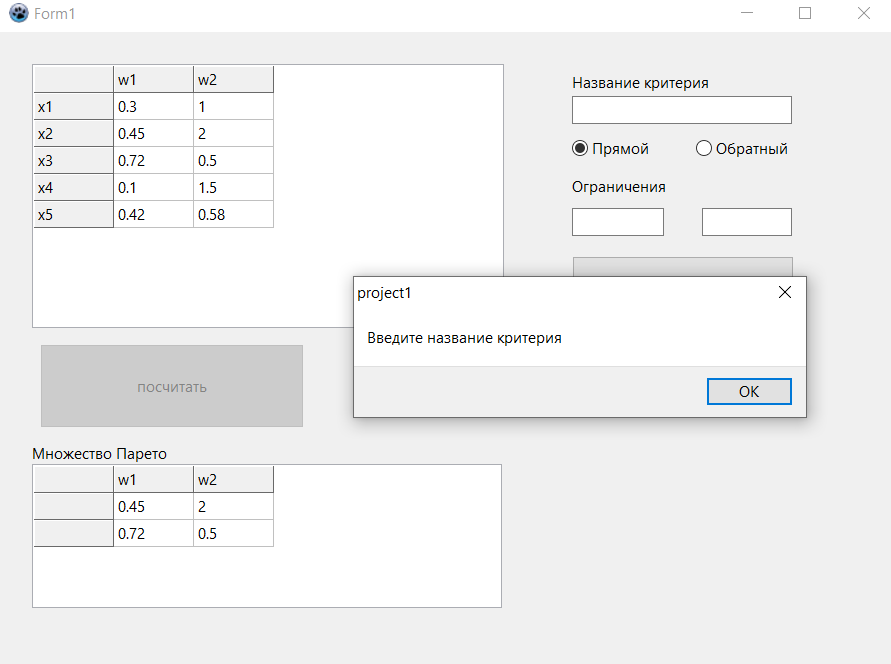 Form1
w1 w2
x1 0.3 1
x2 0.45 2
x3 0.72 0.5
x4 0.1 1.5
x5 0.42 0.58
Название критерия
Прямой Обратный
Ограничения
project1
Введите название критерия
ОК
посчитать
Множество Парето
w1 w2
0.45 2
0.72 0.5